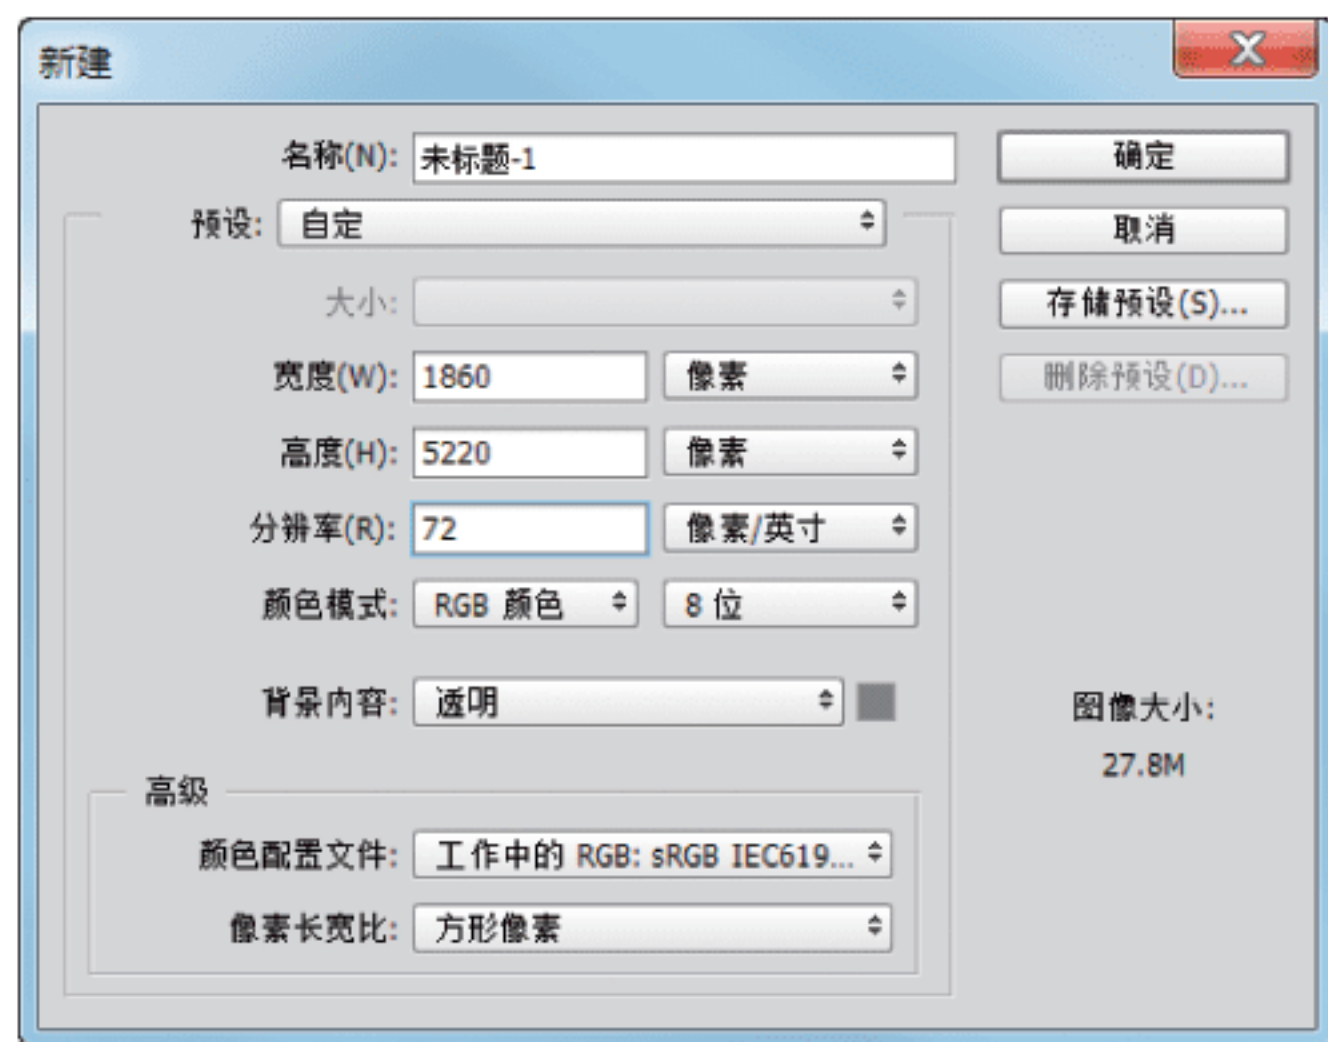 新建
名称(N): 未标题-1
确定
预设: 自定
取消
大小:
存储预设(S)...
宽度(W): 1860 像素
删除预设(D)...
高度(H): 5220 像素
分辨率(R): 72 像素/英寸
颜色模式: RGB 颜色 8 位
背景内容: 透明
图像大小:
27.8M
高级
颜色配置文件: 工作中的 RGB: sRGB IEC619...
像素长宽比: 方形像素